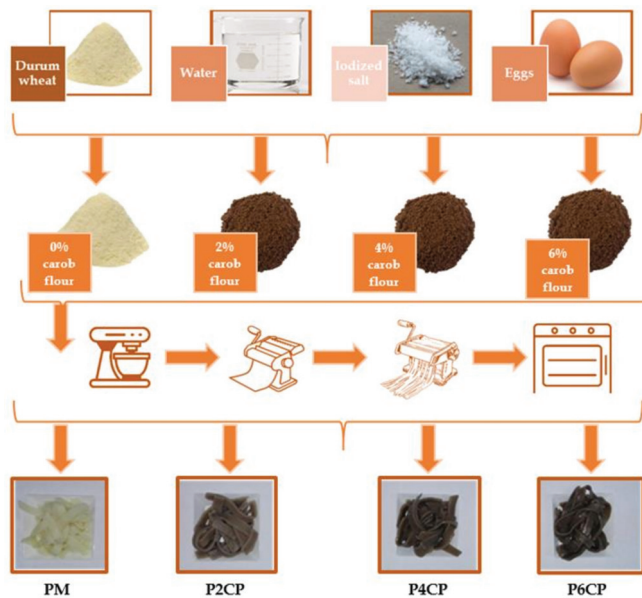 Durum
wheat
Water
Iodized
salt
Eggs
0%
carob
flour
2%
carob
flour
4%
carob
flour
6%
carob
flour
PM
P2CP
P4CP
P6CP